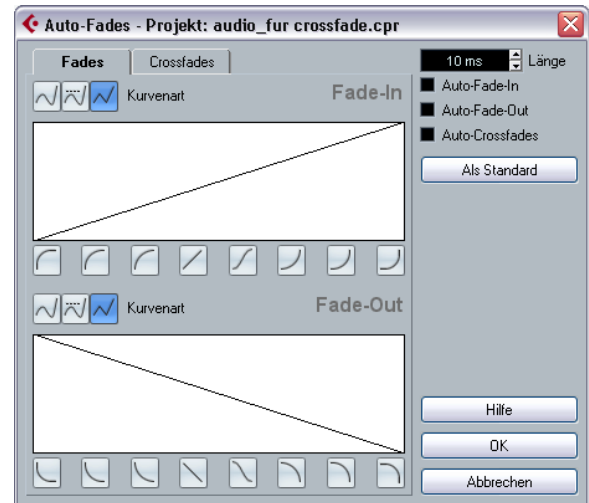 Auto-Fades - Projekt: audio_fur crossfade.cpr
Fades
Crossfades
Kurvenart
Fade-In
Kurvenart
Fade-Out
10 ms
Länge
Auto-Fade-In
Auto-Fade-Out
Auto-Crossfades
Als Standard
Hilfe
OK
Abbrechen